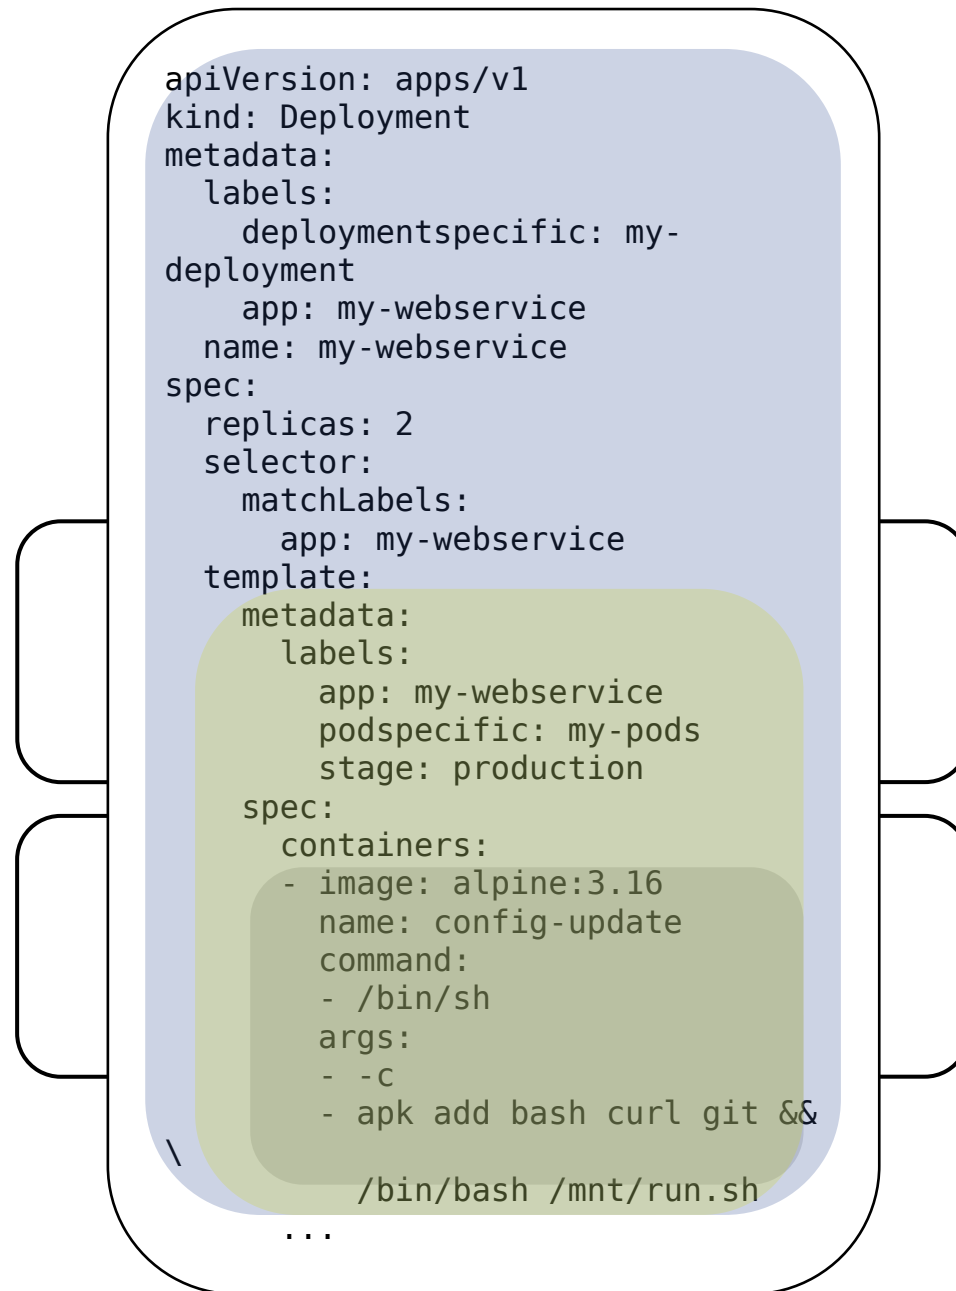 apiVersion: apps/v1
kind: Deployment
metadata:
  labels:
    deploymentspecific: my-
deployment
    app: my-webservice
  name: my-webservice
spec:
  replicas: 2
  selector:
    matchLabels:
      app: my-webservice
  template:
    metadata:
      labels:
        app: my-webservice
        podspecific: my-pods
        stage: production
    spec:
      containers:
      - image: alpine:3.16
        name: config-update
        command:
        - /bin/sh
        args:
        - -c
        - apk add bash curl git &&
\
          /bin/bash /mnt/run.sh
      ...